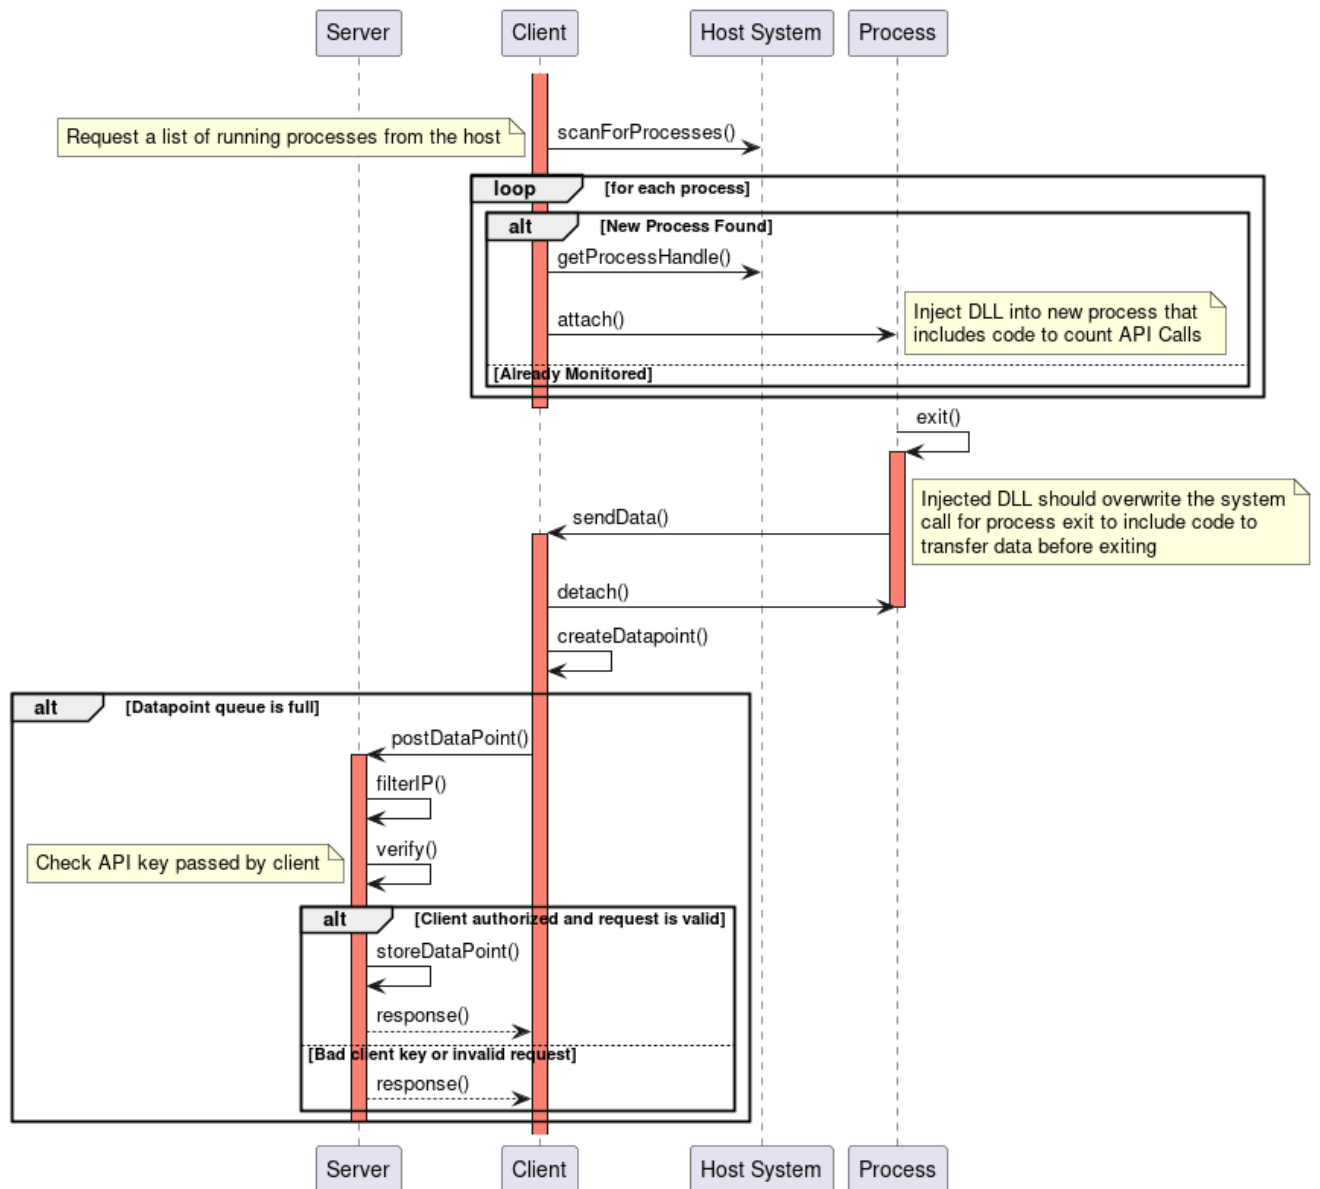 Server
Client
Host System
Process
Request a list of running processes from the host
scanForProcesses()
loop
[for each process]
alt
[New Process Found]
getProcessHandle()
attach()
Inject DLL into new process that
includes code to count API Calls
[Already Monitored]
exit()
Injected DLL should overwrite the system
call for process exit to include code to
transfer data before exiting
sendData()
detach()
createDatapoint()
alt
[Datapoint queue is full]
postDataPoint()
filterIP()
Check API key passed by client
verify()
alt
[Client authorized and request is valid]
storeDataPoint()
response()
[Bad client key or invalid request]
response()
Server
Client
Host System
Process